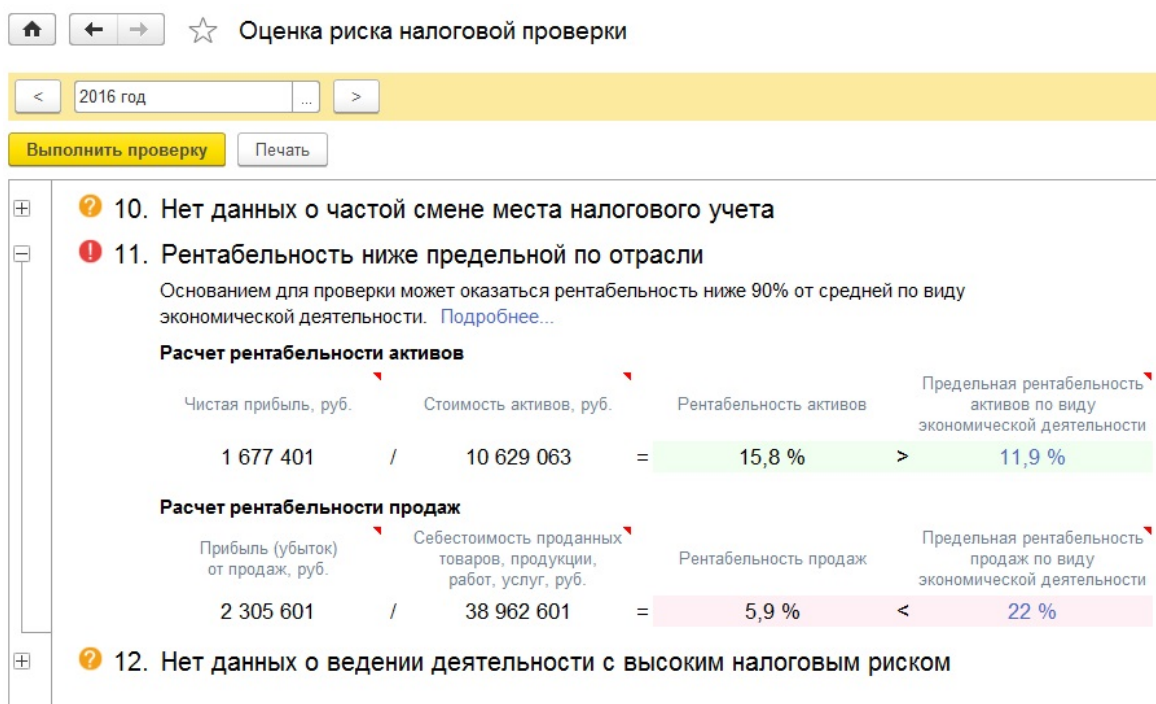 Оценка риска налоговой проверки
< 2016 год ... >
Выполнить проверку Печать
10. Нет данных о частой смене места налогового учета
11. Рентабельность ниже предельной по отрасли
Основанием для проверки может оказаться рентабельность ниже 90% от средней по виду
экономической деятельности. Подробнее...
Расчет рентабельности активов
Чистая прибыль, руб. Стоимость активов, руб. Рентабельность активов Предельная рентабельность
активов по виду
экономической деятельности
1 677 401 / 10 629 063 = 15,8 % > 11,9 %
Расчет рентабельности продаж
Прибыль (убыток)
от продаж, руб.
Себестоимость проданных
товаров, продукции,
работ, услуг, руб.
Рентабельность продаж
Предельная рентабельность
продаж по виду
экономической деятельности
2 305 601 / 38 962 601 = 5,9 % < 22 %
12. Нет данных о ведении деятельности с высоким налоговым риском